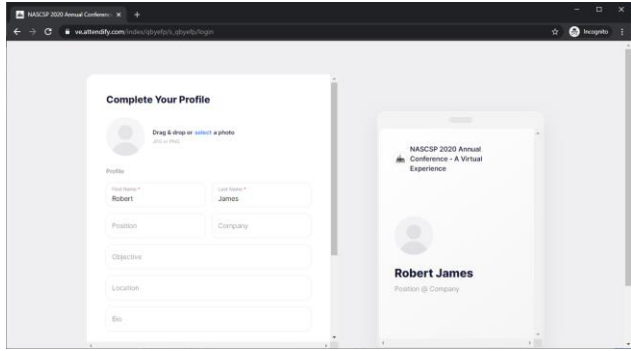 NASCSP 2020 Annual Conferenc
Incognito
ve.attendify.com/index/qbyefp/s_qbyefp/login
Complete Your Profile
Drag & drop or select a photo
JPG or PNG
Profile
First Name *
Robert
Last Name *
James
Position
Company
Objective
Location
Bio
NASCSP 2020 Annual
Conference - A Virtual
Experience
Robert James
Position @ Company